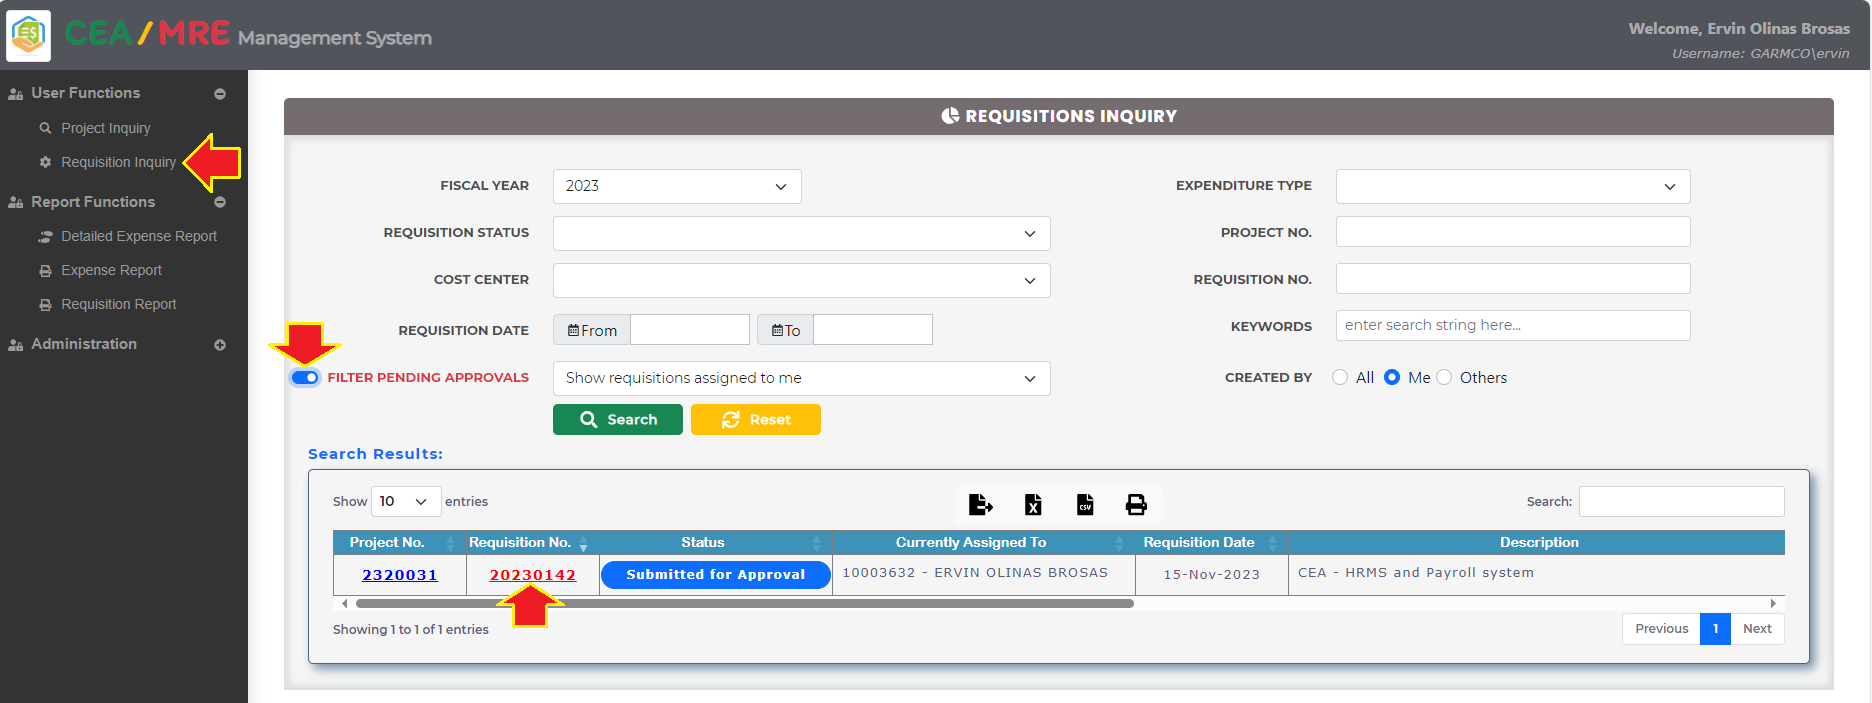 CEA/MRE Management System
Welcome, Ervin Olinas Brosas
Username: GARMCO\ervin
User Functions
Project Inquiry
Requisition Inquiry
Report Functions
Detailed Expense Report
Expense Report
Requisition Report
Administration
REQUISITIONS INQUIRY
FISCAL YEAR 2023
EXPENDITURE TYPE
REQUISITION STATUS
PROJECT NO.
COST CENTER
REQUISITION NO.
REQUISITION DATE From To
KEYWORDS enter search string here...
FILTER PENDING APPROVALS Show requisitions assigned to me
CREATED BY All Me Others
Search Reset
Search Results:
Show 10 entries
X CSV
Search:
Project No. Requisition No. Status Currently Assigned To Requisition Date Description
2320031 20230142 Submitted for Approval 10003632 - ERVIN OLINAS BROSAS 15-Nov-2023 CEA - HRMS and Payroll system
Showing 1 to 1 of 1 entries
Previous 1 Next